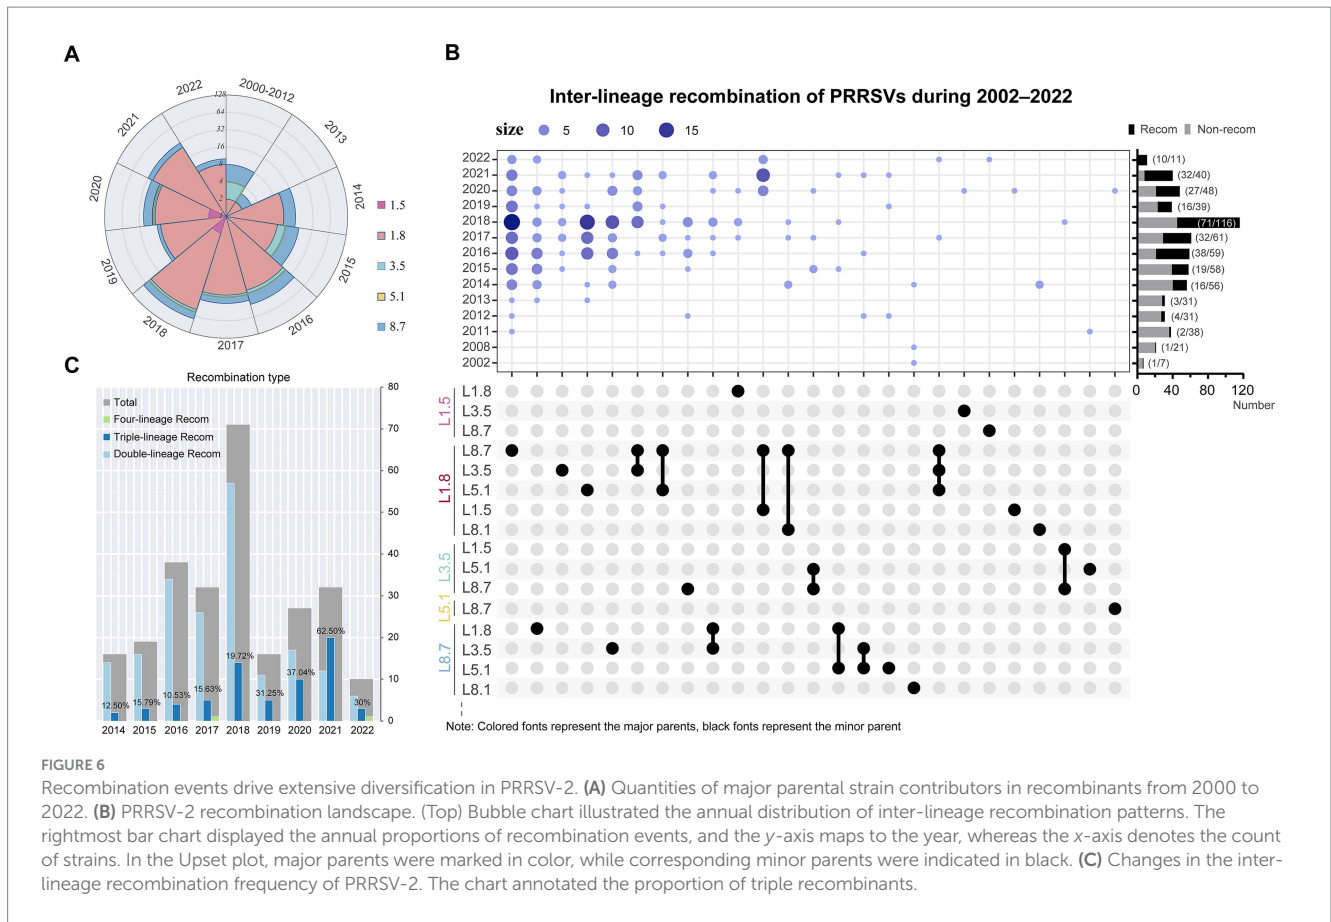 A
2000-2012
2013
2014
2015
2016
2017
2018
2019
2020
2021
2022
128
64
32
16
8
4
2
1
1.5
1.8
3.5
5.1
8.7
B
Inter-lineage recombination of PRRSVs during 2002–2022
size 5 10 15
Recom Non-recom
2022 (10/11)
2021 (32/40)
2020 (27/48)
2019 (16/39)
2018 (71/116)
2017 (32/61)
2016 (38/59)
2015 (19/58)
2014 (16/56)
2013 (3/31)
2012 (4/31)
2011 (2/38)
2008 (1/21)
2002 (1/7)
0 40 80 120
Number
L1.5
L1.8
L3.5
L8.7
L1.8
L8.7
L3.5
L5.1
L1.5
L8.1
L3.5
L1.5
L5.1
L8.7
L5.1
L8.7
L8.7
L1.8
L3.5
L5.1
L8.1
Note: Colored fonts represent the major parents, black fonts represent the minor parent
C
Recombination type
Total
Four-lineage Recom
Triple-lineage Recom
Double-lineage Recom
80
70
60
50
40
30
20
10
0
12.50%
15.79%
10.53%
15.63%
19.72%
31.25%
37.04%
62.50%
30%
2014 2015 2016 2017 2018 2019 2020 2021 2022
FIGURE 6
Recombination events drive extensive diversification in PRRSV-2. (A) Quantities of major parental strain contributors in recombinants from 2000 to
2022. (B) PRRSV-2 recombination landscape. (Top) Bubble chart illustrated the annual distribution of inter-lineage recombination patterns. The
rightmost bar chart displayed the annual proportions of recombination events, and the y-axis maps to the year, whereas the x-axis denotes the count
of strains. In the Upset plot, major parents were marked in color, while corresponding minor parents were indicated in black. (C) Changes in the inter-
lineage recombination frequency of PRRSV-2. The chart annotated the proportion of triple recombinants.